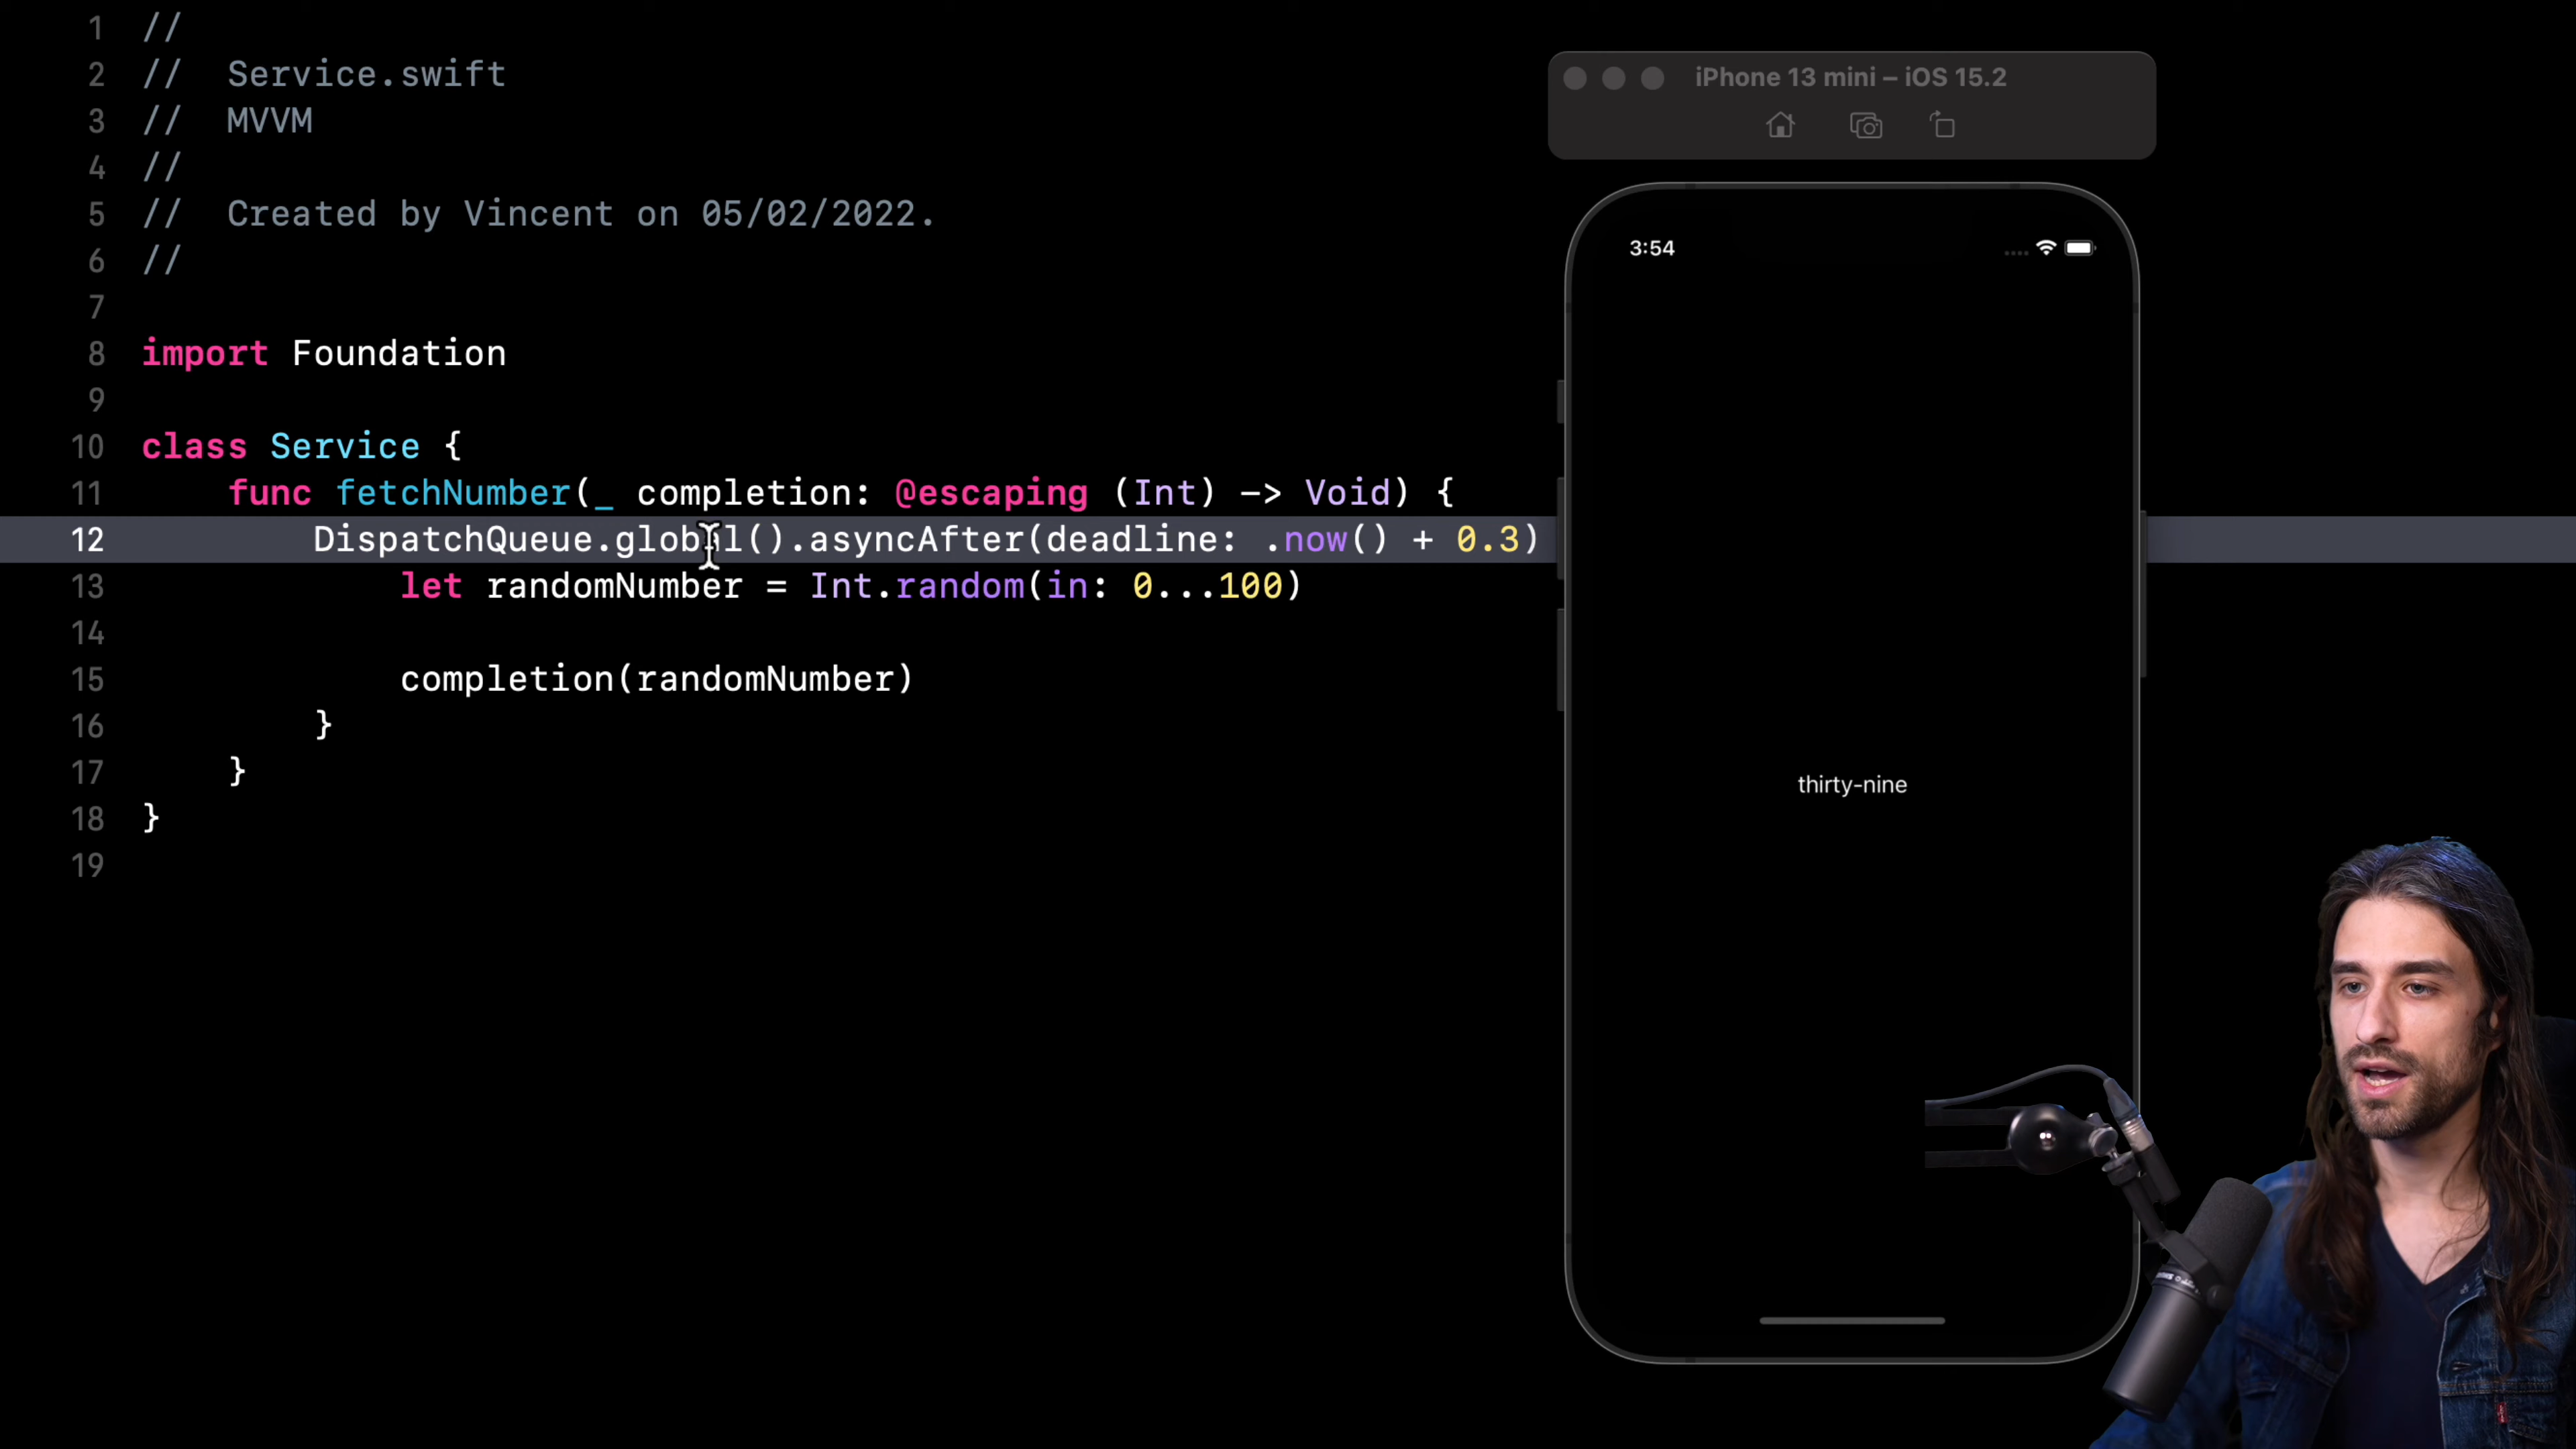 1 //
2 // Service.swift
3 // MVVM
4 //
5 // Created by Vincent on 05/02/2022.
6 //
7
8 import Foundation
9
10 class Service {
11 func fetchNumber(_ completion: @escaping (Int) -> Void) {
12 DispatchQueue.global().asyncAfter(deadline: .now() + 0.3)
13 let randomNumber = Int.random(in: 0...100)
14
15 completion(randomNumber)
16 }
17 }
18 }
19
iPhone 13 mini – iOS 15.2
3:54
thirty-nine